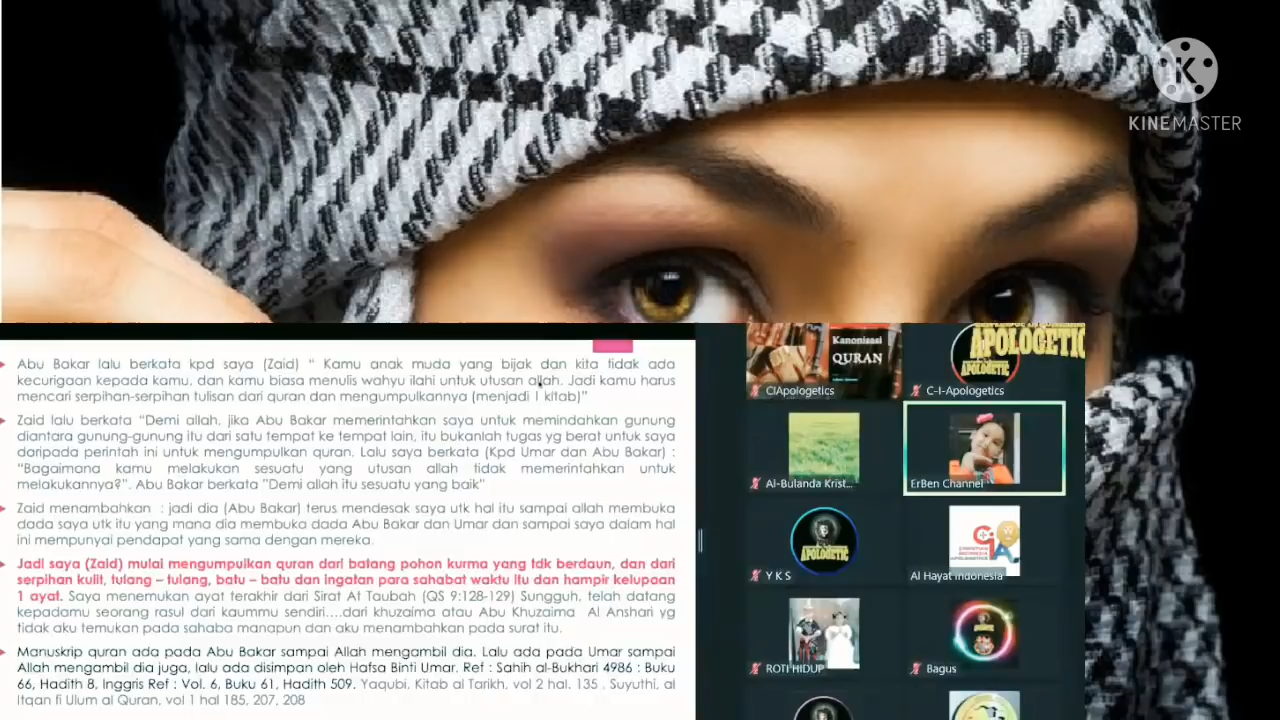 KINEMASTER
Abu Bakar lalu berkata kpd saya (Zaid) “ Kamu anak muda yang bijak dan kita tidak ada
kecurigaan kepada kamu, dan kamu biasa menulis wahyu ilahi untuk utusan allah. Jadi kamu harus
mencari serpihen-serpihan tulisan dari quran dan mengumpulkannya (menjadi 1 kitab)”
Zaid lalu berkata “Demi allah, jika Abu Bakar memerintahkan saya untuk memindahkan gunung
diantara gunung-gunung itu dari satu tempat ke tempat lain, itu bukanlah tugas yg berat untuk saya
daripada perintah ini untuk mengumpulkan quran. Lalu saya berkata (Kpd Umar dan Abu Bakar) :
“Bagaimana kamu melakukan sesuatu yang utusan allah tidak memerintahkan untuk
melakukannya?”. Abu Bakar berkata ”Demi allah itu sesuatu yang baik”
Zaid menambahkan : jadi dia (Abu Bakar) terus mendesak saya utk hal itu sampai allah membuka
dada saya utk itu yang mana dia membuka dada Abu Bakar dan Umar dan sampai saya dalam hal
ini mempunyai pendapat yang sama dengan mereka.
Jadi saya (Zaid) mulai mengumpulkan quran dari batang pohon kurma yang tdk berdaun, dan dari
serpihan kulit, tulang – tulang, batu – batu dan ingatan para sahabat waktu itu dan hampir kelupaan
1 ayat. Saya menemukan ayat terakhir dari Sirat At Taubah (QS 9:128-129) Sungguh, telah datang
kepadamu seorang rasul dari kaummu sendiri....dari khuzaima atau Abu Khuzaima Al Anshari yg
tidak aku temukan pada sahaba manapun dan aku menambahkan pada surat itu.
Manuskrip quran ada pada Abu Bakar sampai Allah mengambil dia. Lalu ada pada Umar sampai
Allah mengambil dia juga, lalu ada disimpan oleh Hafsa Binti Umar. Ref : Sahih al-Bukhari 4986 : Buku
66, Hadith 8, Inggris Ref : Vol. 6, Buku 61, Hadith 509. Yaqubi, Kitab al Tarikh, vol 2 hal. 135 . Suyuthi, al
Itqan fi Ulum al Quran, vol 1 hal 185, 207, 208
Kanonisasi
QURAN
CIApologetics
APOLOGETIC
APOLOGETIC
C-I-Apologetics
Al-Bulanda Krist...
ErBen Channel
APOLOGETIC
Y K S
Al Hayat Indonesia
ROTI HIDUP
Bagus